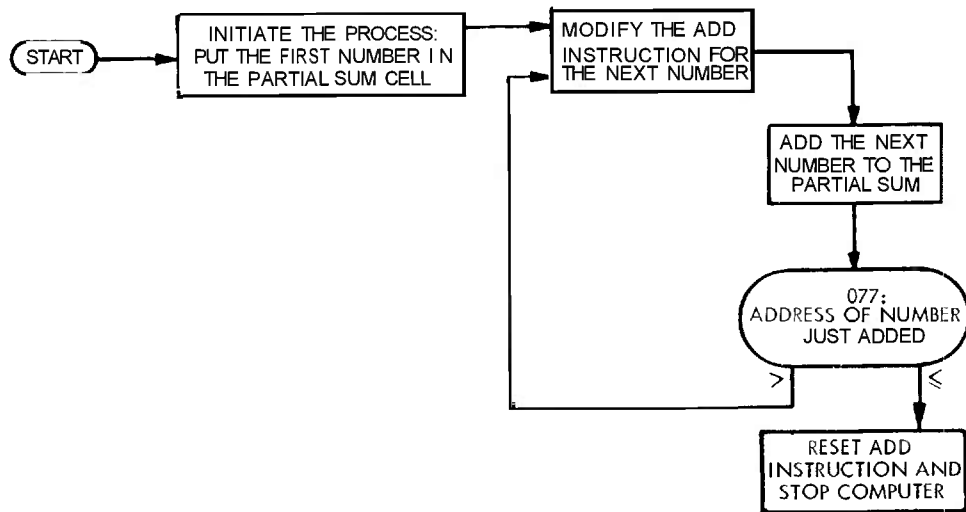 START
INITIATE THE PROCESS:
PUT THE FIRST NUMBER IN
THE PARTIAL SUM CELL
MODIFY THE ADD
INSTRUCTION FOR
THE NEXT NUMBER
ADD THE NEXT
NUMBER TO THE
PARTIAL SUM
077:
ADDRESS OF NUMBER
JUST ADDED
> ≤
RESET ADD
INSTRUCTION AND
STOP COMPUTER